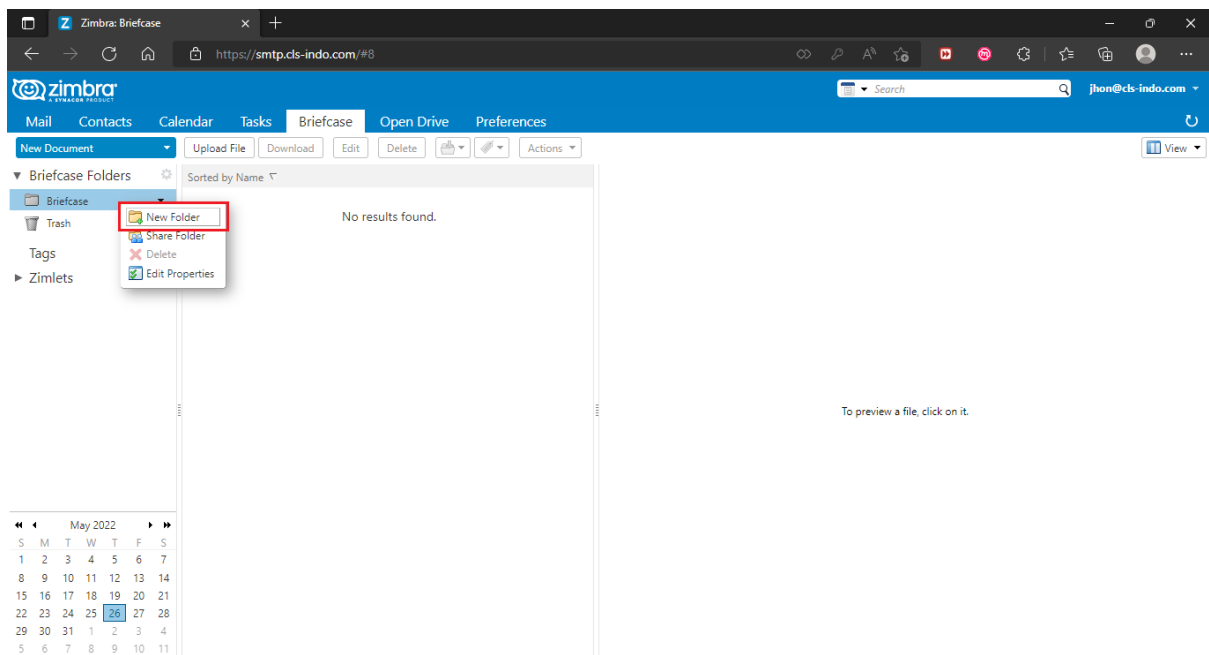 Zimbra: Briefcase
https://smtp.cls-indo.com/#8
zimbra
A SYNACOR PRODUCT
Search
jhon@cls-indo.com
Mail Contacts Calendar Tasks Briefcase Open Drive Preferences
New Document Upload File Download Edit Delete Actions View
Briefcase Folders
Sorted by Name
Briefcase
Trash
Tags
Zimlets
New Folder
Share Folder
Delete
Edit Properties
No results found.
To preview a file, click on it.
May 2022
S M T W T F S
1 2 3 4 5 6 7
8 9 10 11 12 13 14
15 16 17 18 19 20 21
22 23 24 25 26 27 28
29 30 31 1 2 3 4
5 6 7 8 9 10 11